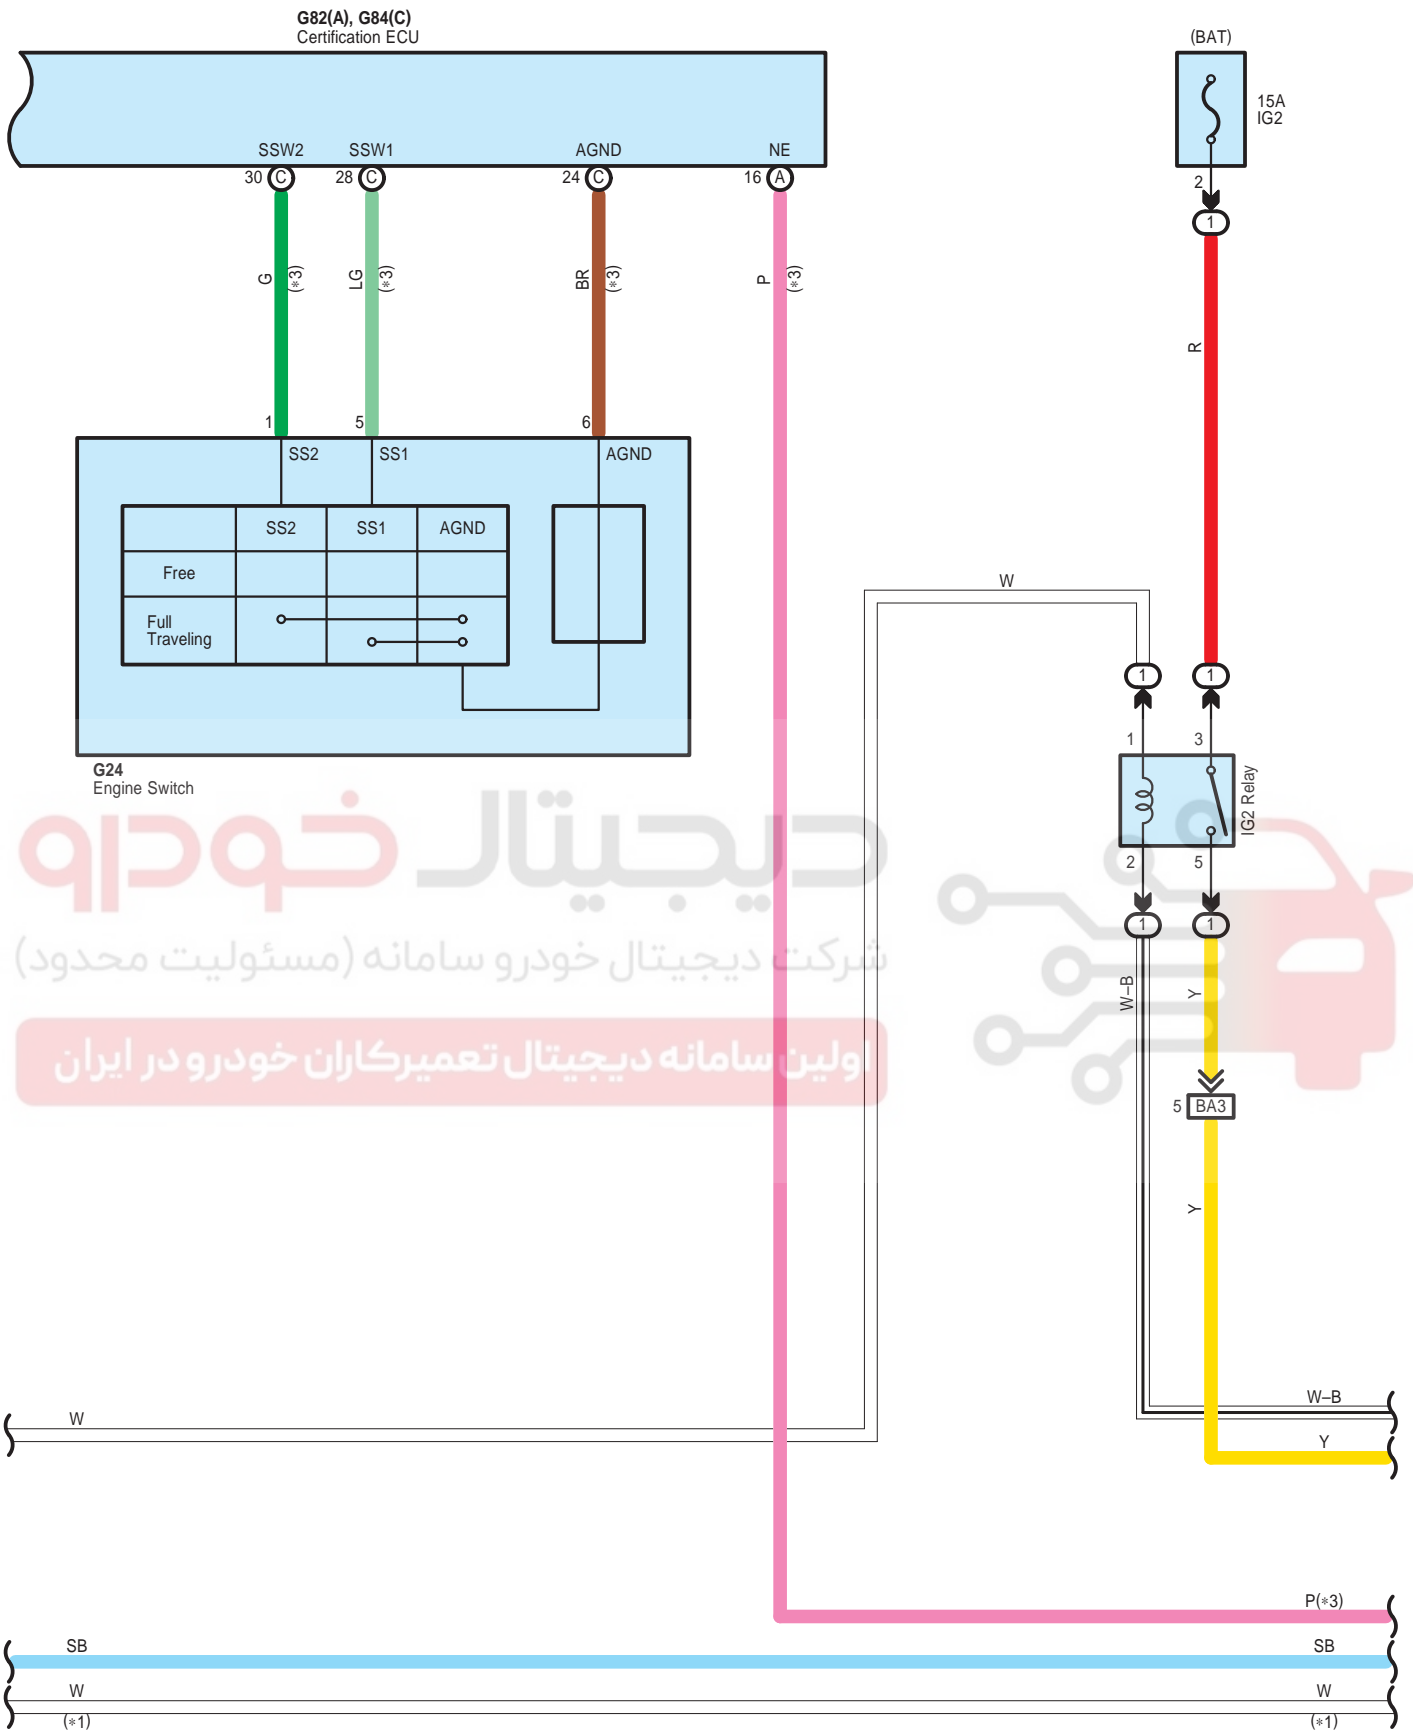 G82(A), G84(C)
Certification ECU
(BAT)
15A
IG2
SSW2 SSW1 AGND NE
30 C 28 C 24 C 16 A
2
1
G (*3) LG (*3) BR (*3) P (*3)
R
1 5 6
SS2 SS1 AGND
SS2 SS1 AGND
Free
Full
Traveling
W
1 1
1 3
G24
Engine Switch
IG2 Relay
دیجیتال خودرو
2 5
1 1
شرکت دیجیتال خودرو سامانه (مسئولیت محدود)
W–B Y
اولین سامانه دیجیتال تعمیرکاران خودرو در ایران
5 BA3
Y
W–B
W
Y
P(*3)
SB SB
W W
(*1) (*1)